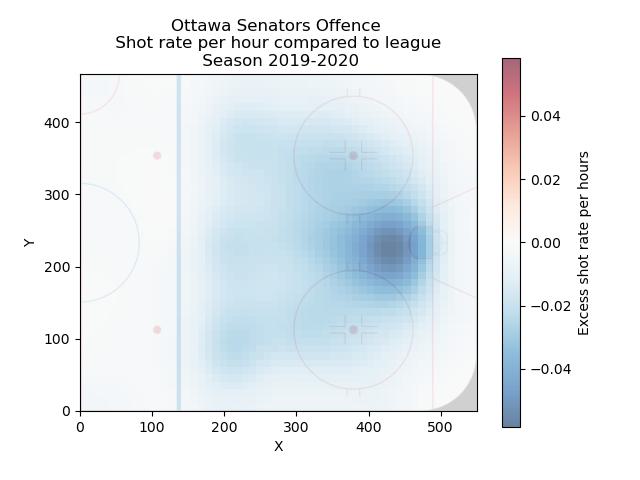 Ottawa Senators Offence
Shot rate per hour compared to league
Season 2019-2020
400
300
200
100
0
Y
0 100 200 300 400 500
X
0.04
0.02
0.00
−0.02
−0.04
Excess shot rate per hours